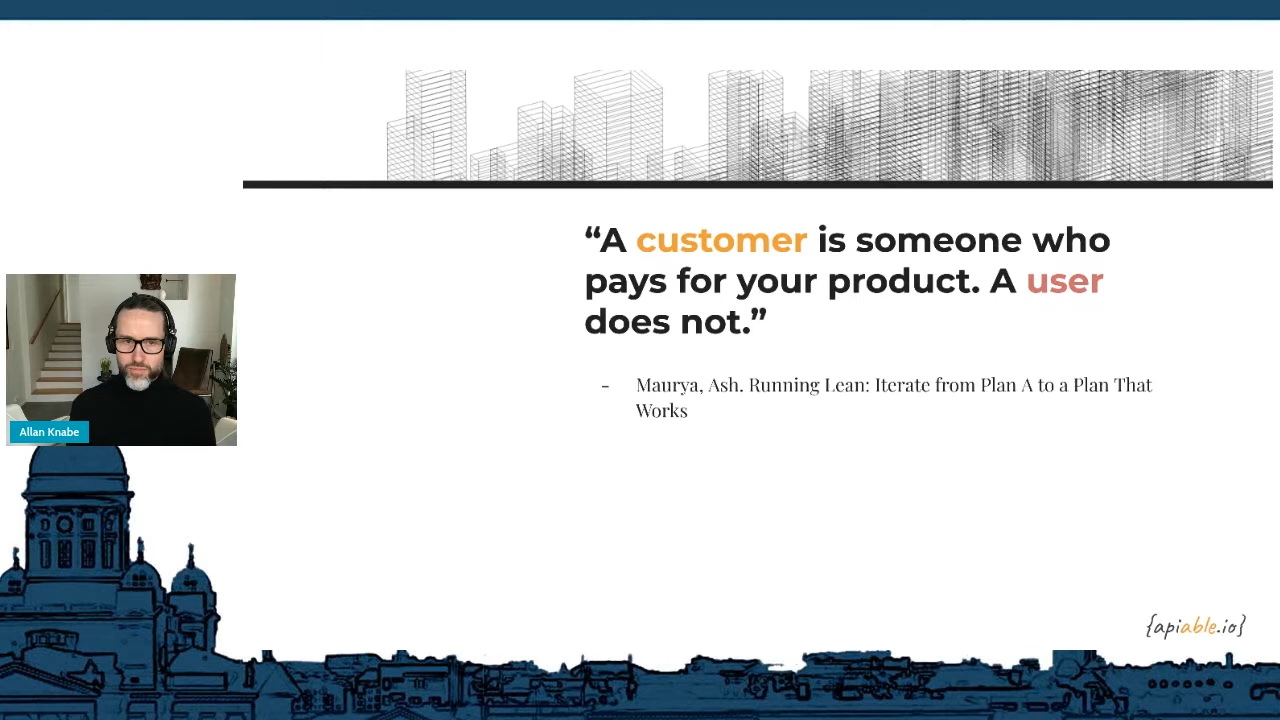 “A customer is someone who
pays for your product. A user
does not.”
- Maurya, Ash. Running Lean: Iterate from Plan A to a Plan That
Works
Allan Knabe
{apiable.io}